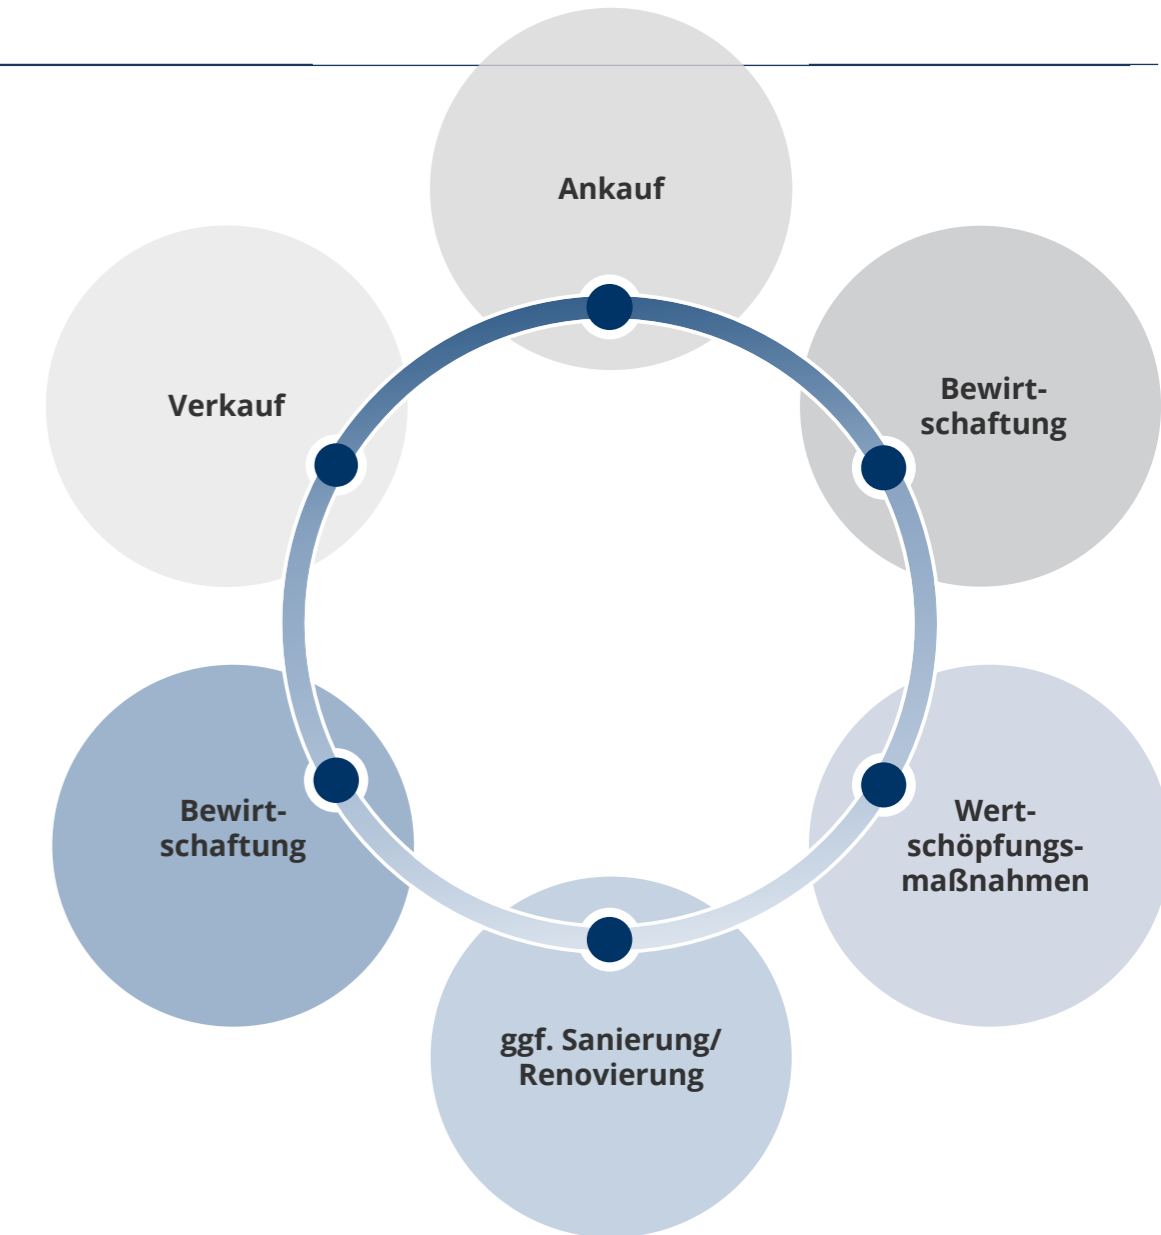 Ankauf
Bewirt-
schaftung
Wert-
schöpfungs-
maßnahmen
ggf. Sanierung/
Renovierung
Bewirt-
schaftung
Verkauf